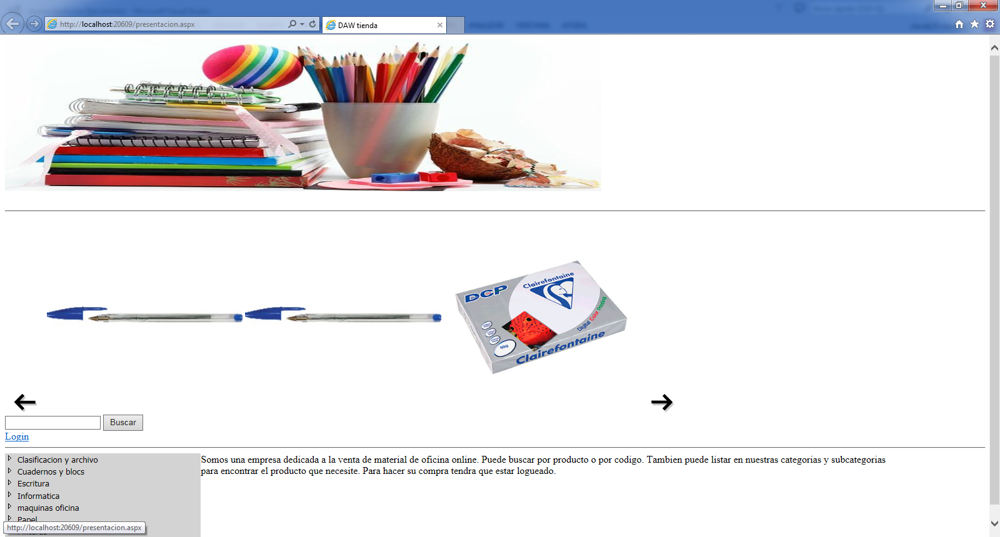 http://localhost:20609/presentacion.aspx
DAW tienda
DCP
Clairefontaine
Digital Color Printing
90g
Clairefontaine
Buscar
Login
Clasificacion y archivo
Cuadernos y blocs
Escritura
Informatica
maquinas oficina
Papel
Somos una empresa dedicada a la venta de material de oficina online. Puede buscar por producto o por codigo. Tambien puede listar en nuestras categorias y subcategorias
para encontrar el producto que necesite. Para hacer su compra tendra que estar logueado.
http://localhost:20609/presentacion.aspx